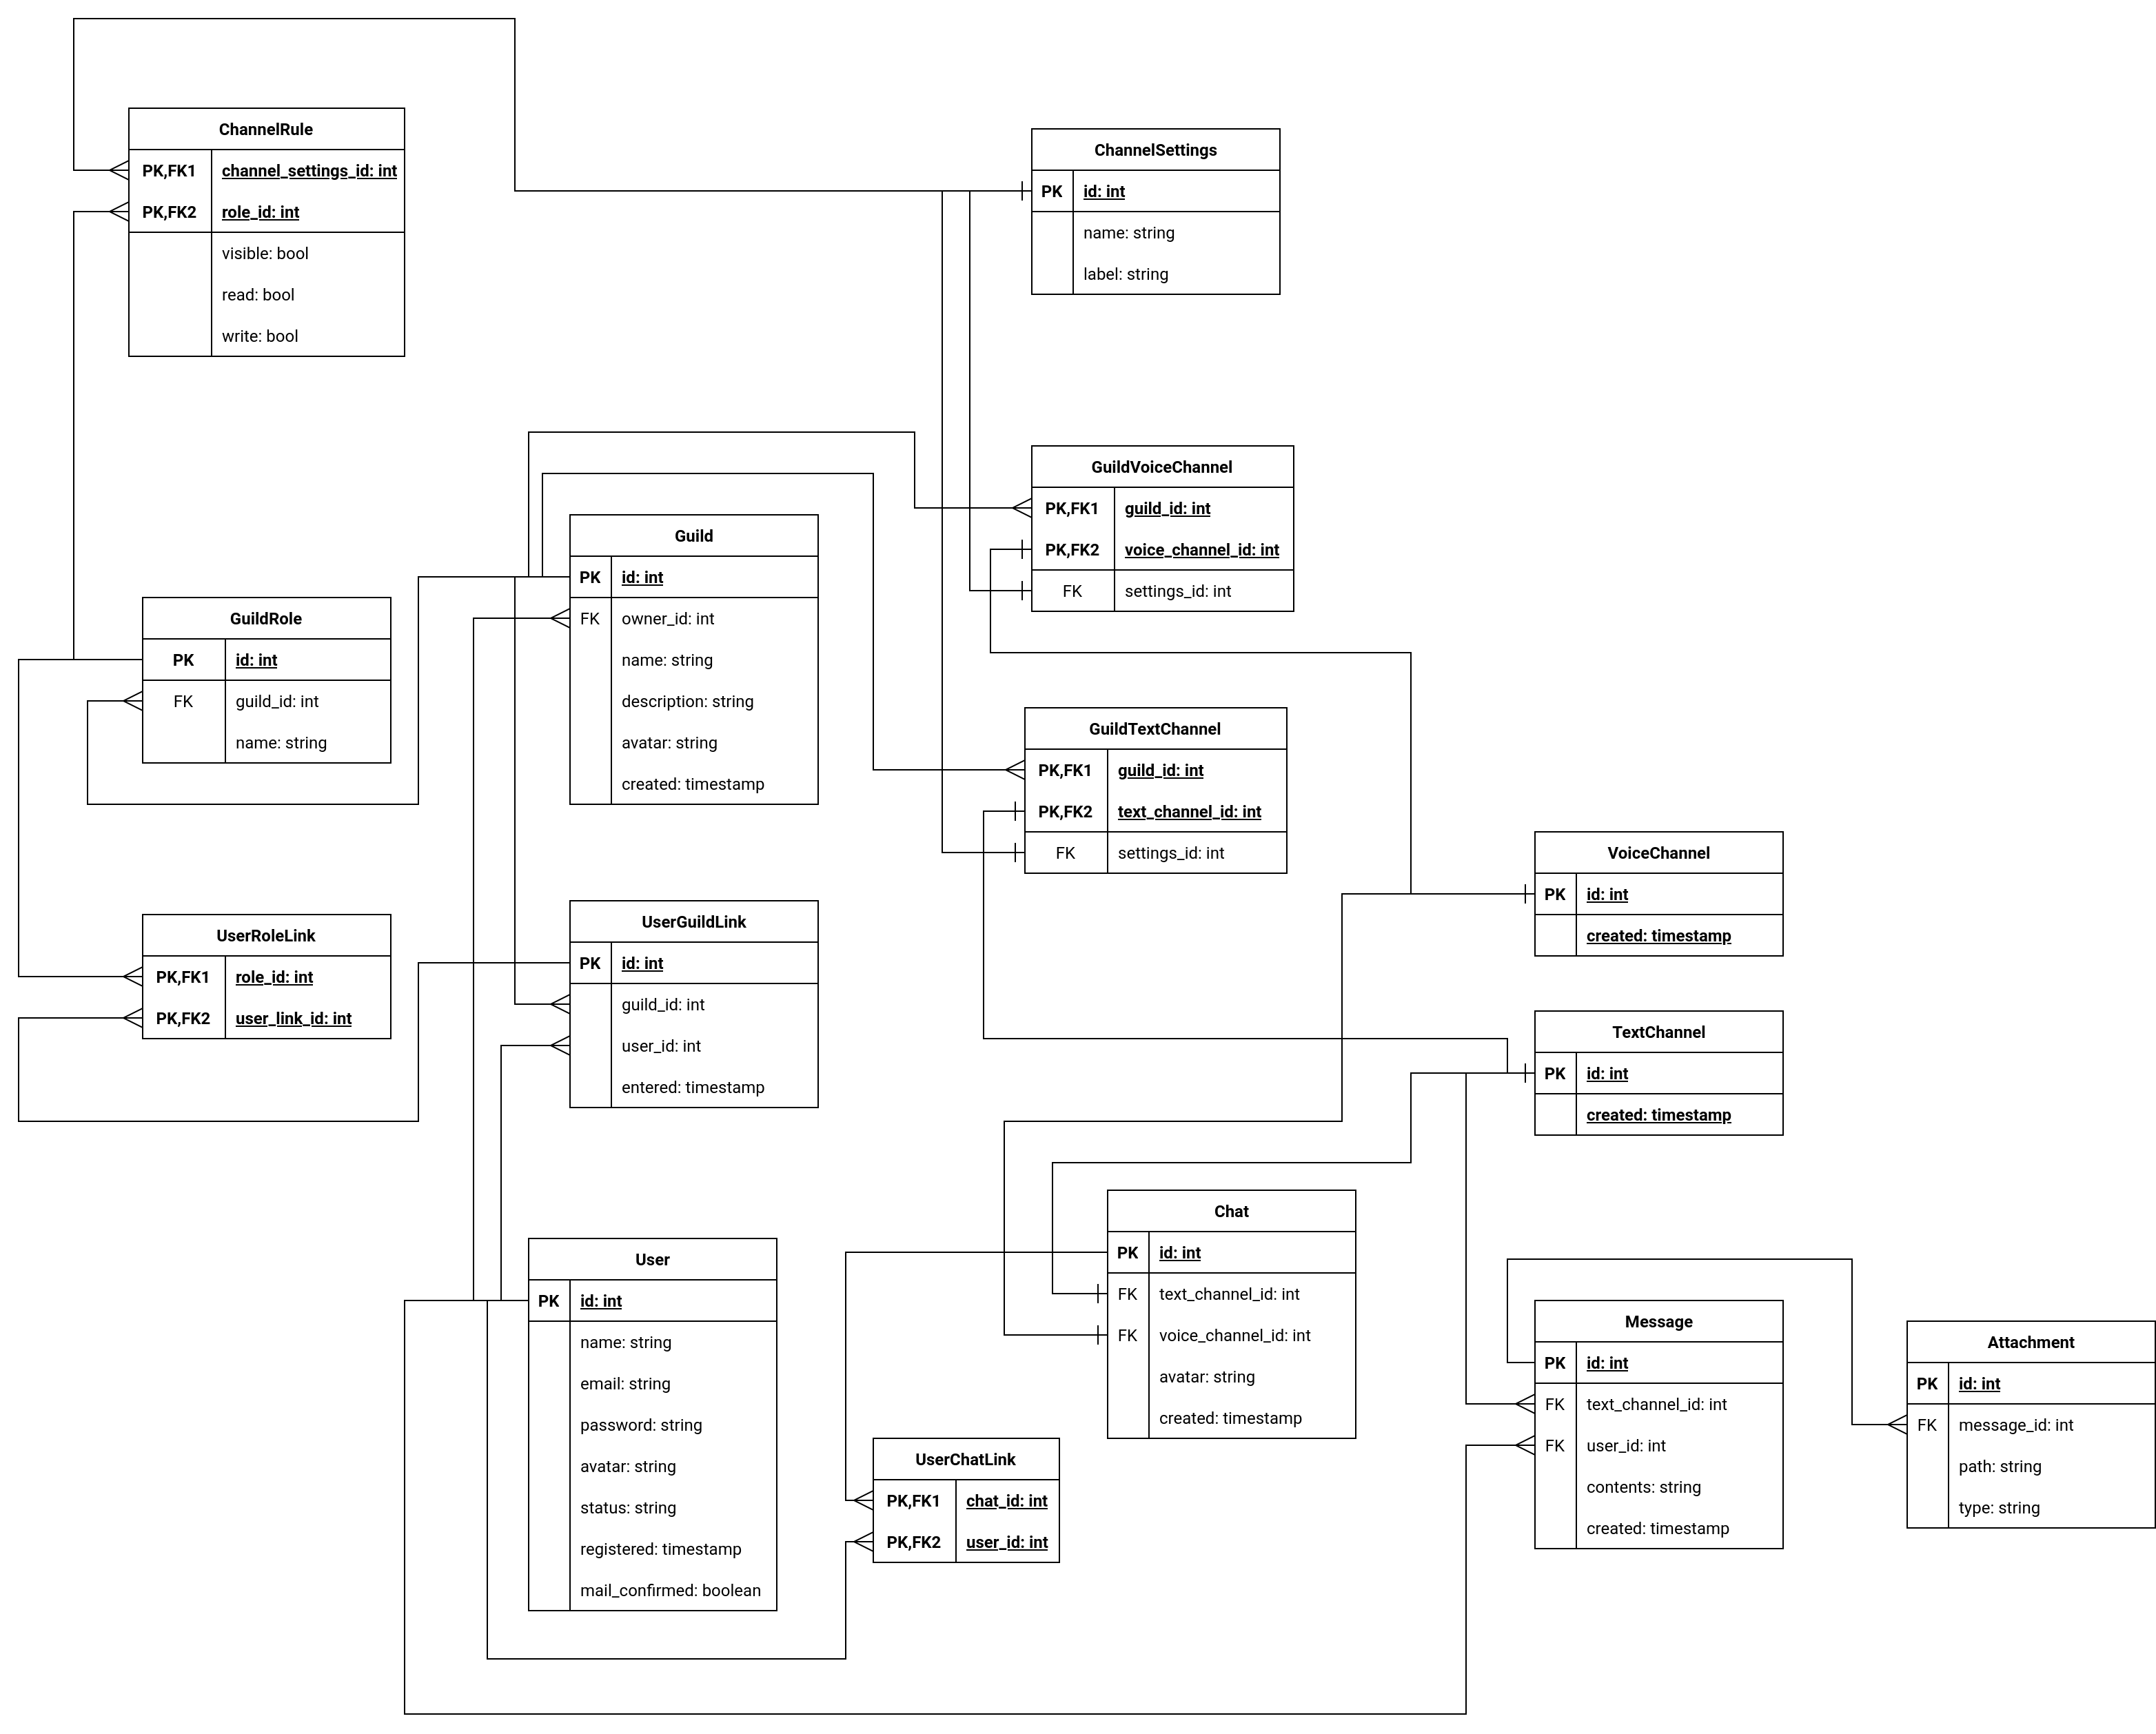 ChannelRule
PK,FK1 channel_settings_id: int
PK,FK2 role_id: int
visible: bool
read: bool
write: bool
ChannelSettings
PK id: int
name: string
label: string
GuildVoiceChannel
PK,FK1 guild_id: int
PK,FK2 voice_channel_id: int
FK settings_id: int
Guild
PK id: int
FK owner_id: int
name: string
description: string
avatar: string
created: timestamp
GuildRole
PK id: int
FK guild_id: int
name: string
GuildTextChannel
PK,FK1 guild_id: int
PK,FK2 text_channel_id: int
FK settings_id: int
VoiceChannel
PK id: int
created: timestamp
UserRoleLink
PK,FK1 role_id: int
PK,FK2 user_link_id: int
UserGuildLink
PK id: int
guild_id: int
user_id: int
entered: timestamp
TextChannel
PK id: int
created: timestamp
Chat
PK id: int
FK text_channel_id: int
FK voice_channel_id: int
avatar: string
created: timestamp
User
PK id: int
name: string
email: string
password: string
avatar: string
status: string
registered: timestamp
mail_confirmed: boolean
UserChatLink
PK,FK1 chat_id: int
PK,FK2 user_id: int
Message
PK id: int
FK text_channel_id: int
FK user_id: int
contents: string
created: timestamp
Attachment
PK id: int
FK message_id: int
path: string
type: string